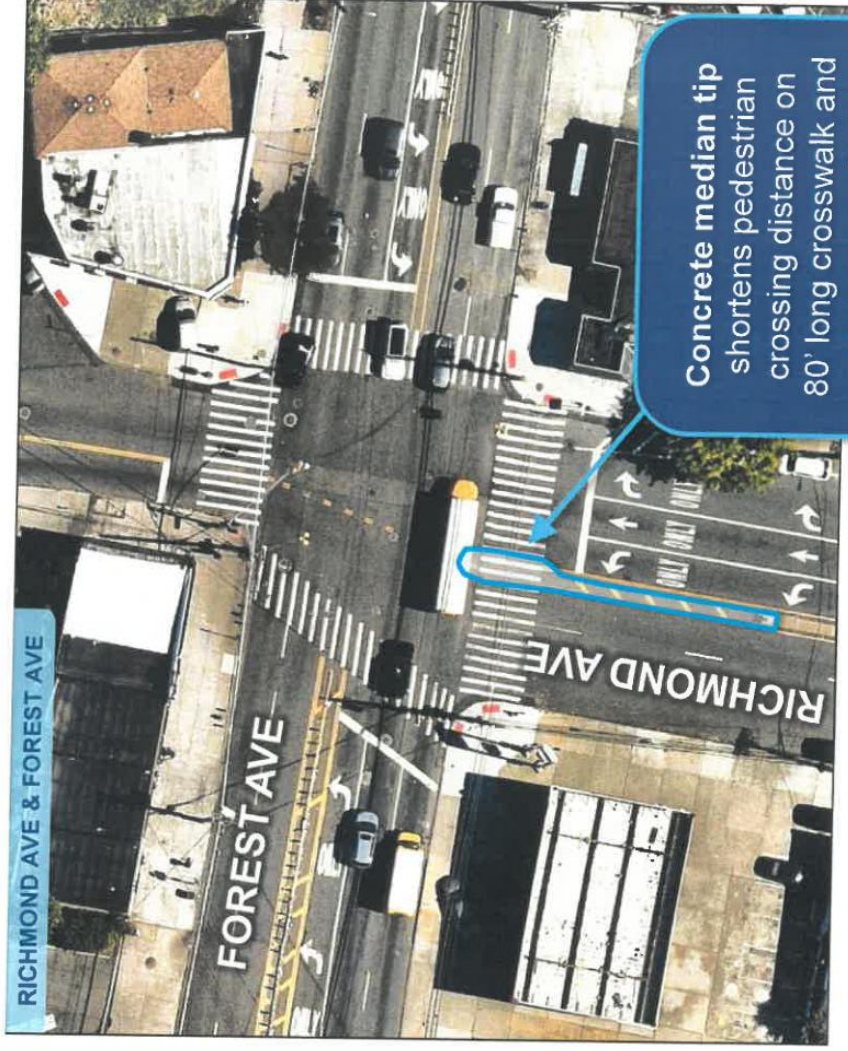 RICHMOND AVE & FOREST AVE
FOREST AVE
RICHMOND AVE
ONLY ONLY ONLY
Concrete median tip
shortens pedestrian
crossing distance on
80' long crosswalk and